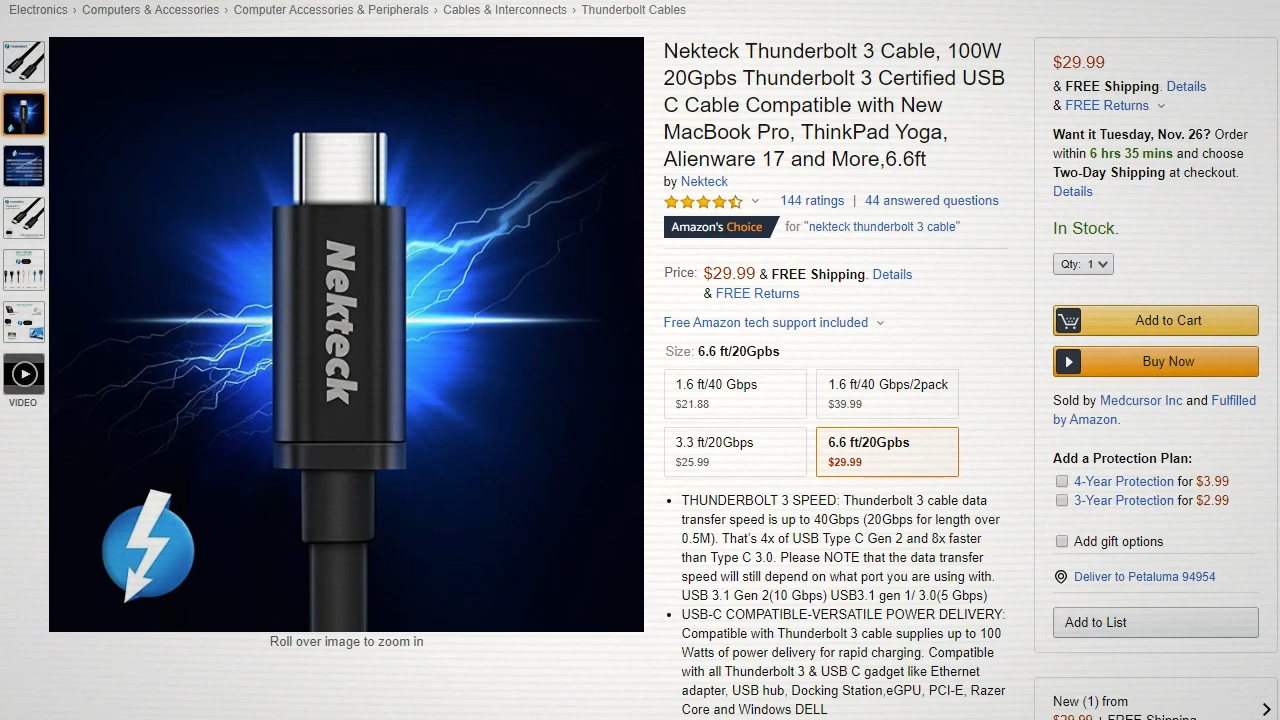 Electronics › Computers & Accessories › Computer Accessories & Peripherals › Cables & Interconnects › Thunderbolt Cables
VIDEO
Nekteck
Roll over image to zoom in
Nekteck Thunderbolt 3 Cable, 100W
20Gpbs Thunderbolt 3 Certified USB
C Cable Compatible with New
MacBook Pro, ThinkPad Yoga,
Alienware 17 and More,6.6ft
by Nekteck
144 ratings | 44 answered questions
Amazon's Choice for "nekteck thunderbolt 3 cable"
Price: $29.99 & FREE Shipping. Details
& FREE Returns
Free Amazon tech support included
Size: 6.6 ft/20Gpbs
1.6 ft/40 Gbps
$21.88
1.6 ft/40 Gbps/2pack
$39.99
3.3 ft/20Gbps
$25.99
6.6 ft/20Gpbs
$29.99
• THUNDERBOLT 3 SPEED: Thunderbolt 3 cable data
transfer speed is up to 40Gbps (20Gbps for length over
0.5M). That's 4x of USB Type C Gen 2 and 8x faster
than Type C 3.0. Please NOTE that the data transfer
speed will still depend on what port you are using with.
USB 3.1 Gen 2(10 Gbps) USB3.1 gen 1/ 3.0(5 Gbps)
• USB-C COMPATIBLE-VERSATILE POWER DELIVERY:
Compatible with Thunderbolt 3 cable supplies up to 100
Watts of power delivery for rapid charging. Compatible
with all Thunderbolt 3 & USB C gadget like Ethernet
adapter, USB hub, Docking Station,eGPU, PCI-E, Razer
Core and Windows DELL
$29.99
& FREE Shipping. Details
& FREE Returns
Want it Tuesday, Nov. 26? Order
within 6 hrs 35 mins and choose
Two-Day Shipping at checkout.
Details
In Stock.
Qty: 1
Add to Cart
Buy Now
Sold by Medcursor Inc and Fulfilled
by Amazon.
Add a Protection Plan:
4-Year Protection for $3.99
3-Year Protection for $2.99
Add gift options
Deliver to Petaluma 94954
Add to List
New (1) from
$29.99 + FREE Shipping